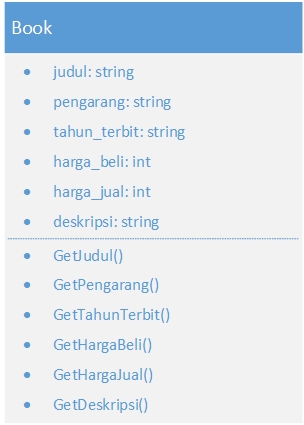 Book
• judul: string
• pengarang: string
• tahun_terbit: string
• harga_beli: int
• harga_jual: int
• deskripsi: string
• GetJudul()
• GetPengarang()
• GetTahunTerbit()
• GetHargaBeli()
• GetHargaJual()
• GetDeskripsi()